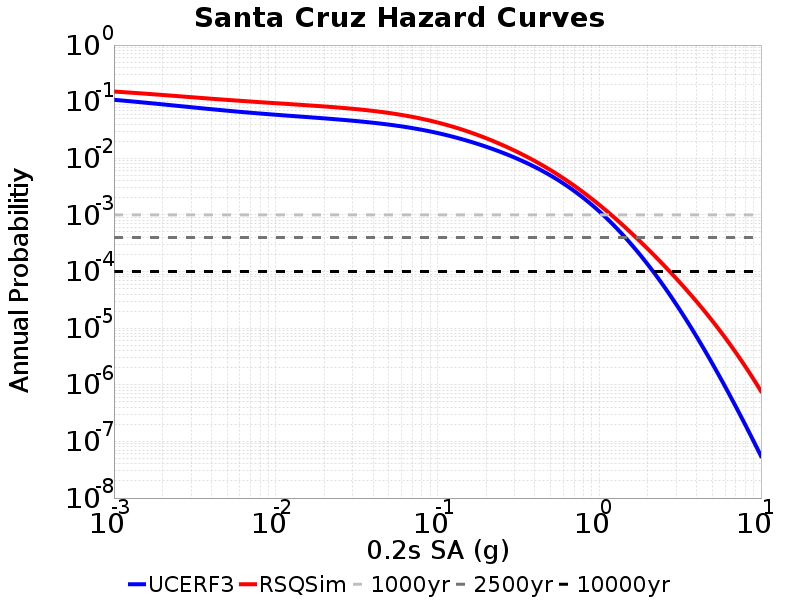 Santa Cruz Hazard Curves
Annual Probabilitiy
10^0
10^-1
10^-2
10^-3
10^-4
10^-5
10^-6
10^-7
10^-8
10^-3 10^-2 10^-1 10^0 10^1
0.2s SA (g)
UCERF3 RSQSim 1000yr 2500yr 10000yr